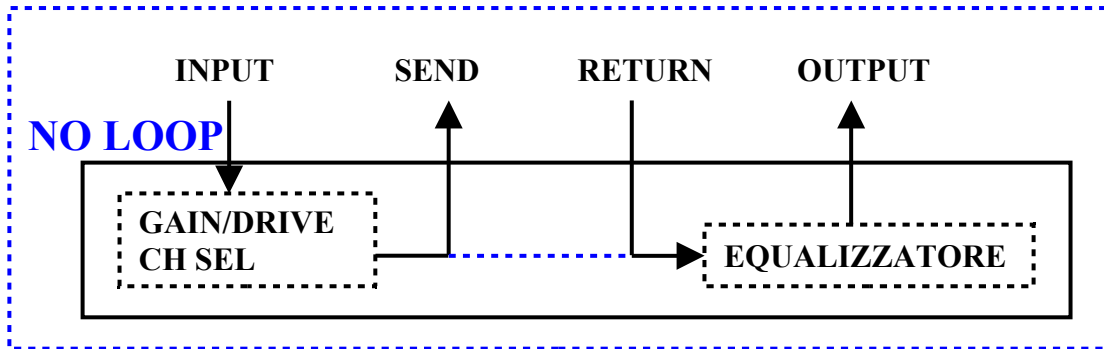 INPUT SEND RETURN OUTPUT
NO LOOP
GAIN/DRIVE
CH SEL
EQUALIZZATORE